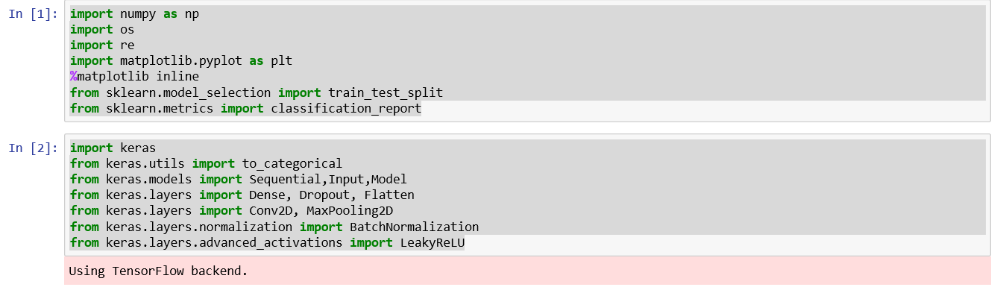 In [1]:
import numpy as np
import os
import re
import matplotlib.pyplot as plt
%matplotlib inline
from sklearn.model_selection import train_test_split
from sklearn.metrics import classification_report
In [2]:
import keras
from keras.utils import to_categorical
from keras.models import Sequential,Input,Model
from keras.layers import Dense, Dropout, Flatten
from keras.layers import Conv2D, MaxPooling2D
from keras.layers.normalization import BatchNormalization
from keras.layers.advanced_activations import LeakyReLU
Using TensorFlow backend.